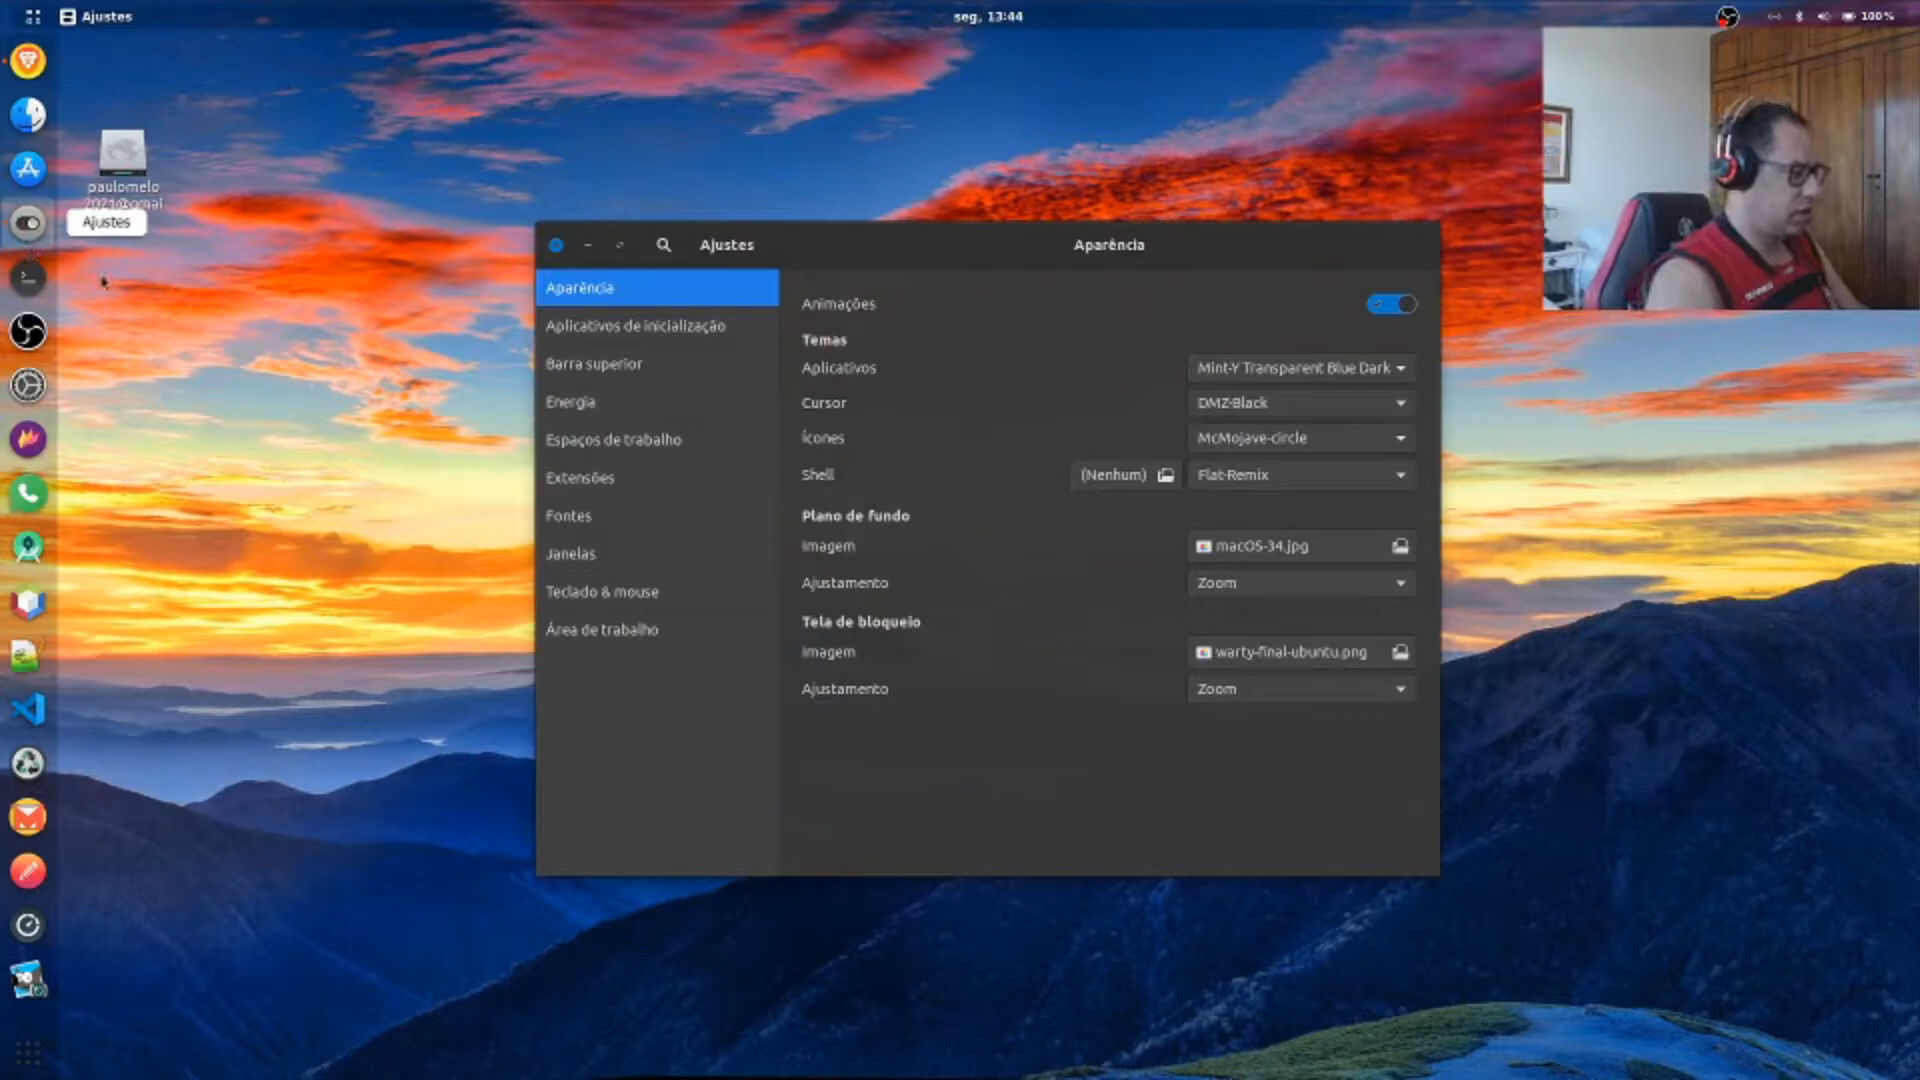 Ajustes
seg, 13:44
100%
paulomelo
2021@gmai
Ajustes
Ajustes
Aparência
Aparência
Aplicativos de inicialização
Barra superior
Energia
Espaços de trabalho
Extensões
Fontes
Janelas
Teclado & mouse
Área de trabalho
Animações
Temas
Aplicativos
Mint-Y Transparent Blue Dark
Cursor
DMZ-Black
Ícones
McMojave-circle
Shell
(Nenhum)
Flat-Remix
Plano de fundo
Imagem
macOS-34.jpg
Ajustamento
Zoom
Tela de bloqueio
Imagem
warty-final-ubuntu.png
Ajustamento
Zoom